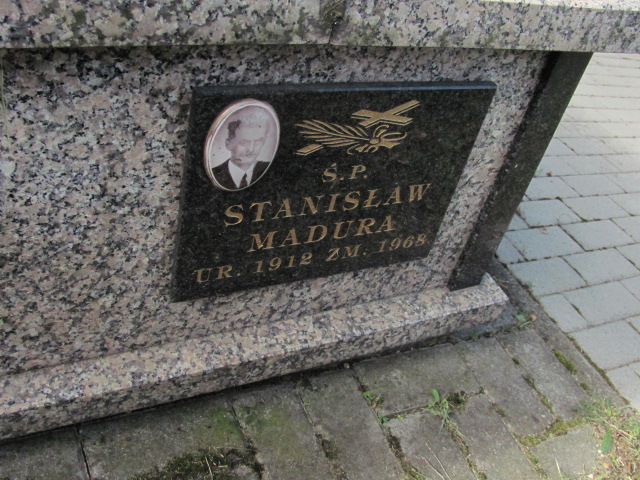 Ś.P.
STANISŁAW
MADURA
UR. 1912 ZM. 1968